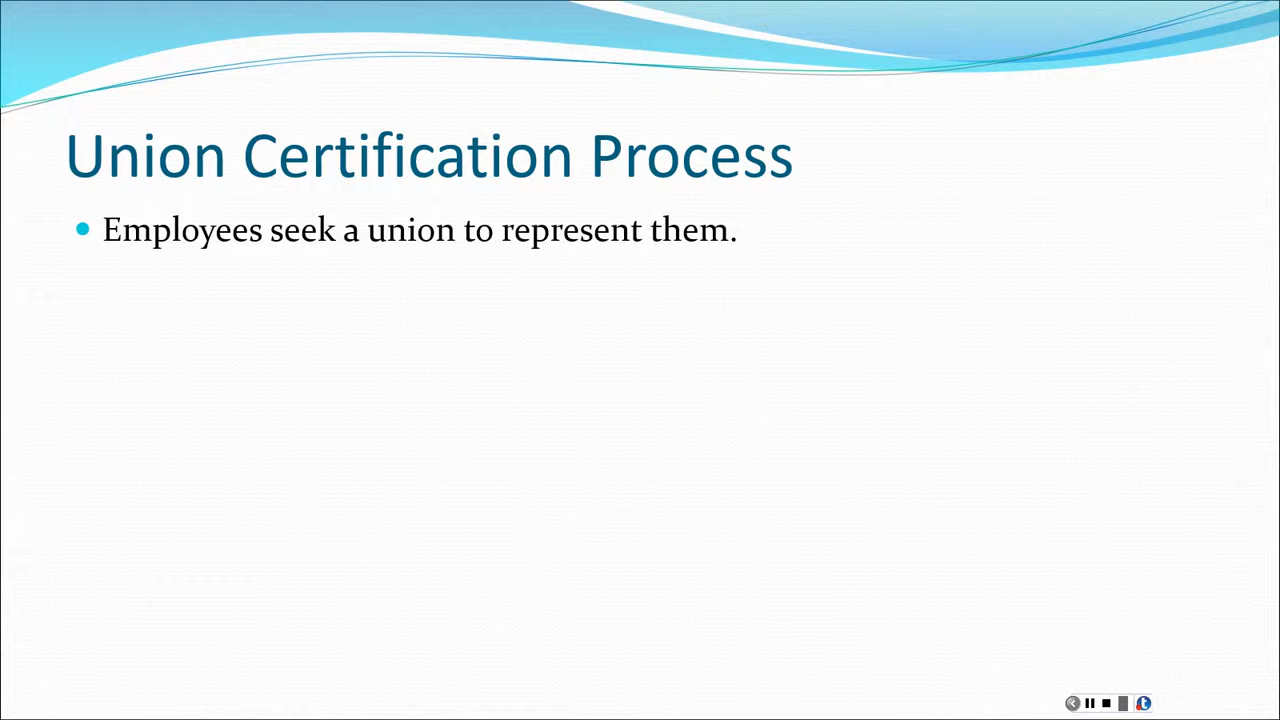 Union Certification Process
Employees seek a union to represent them.